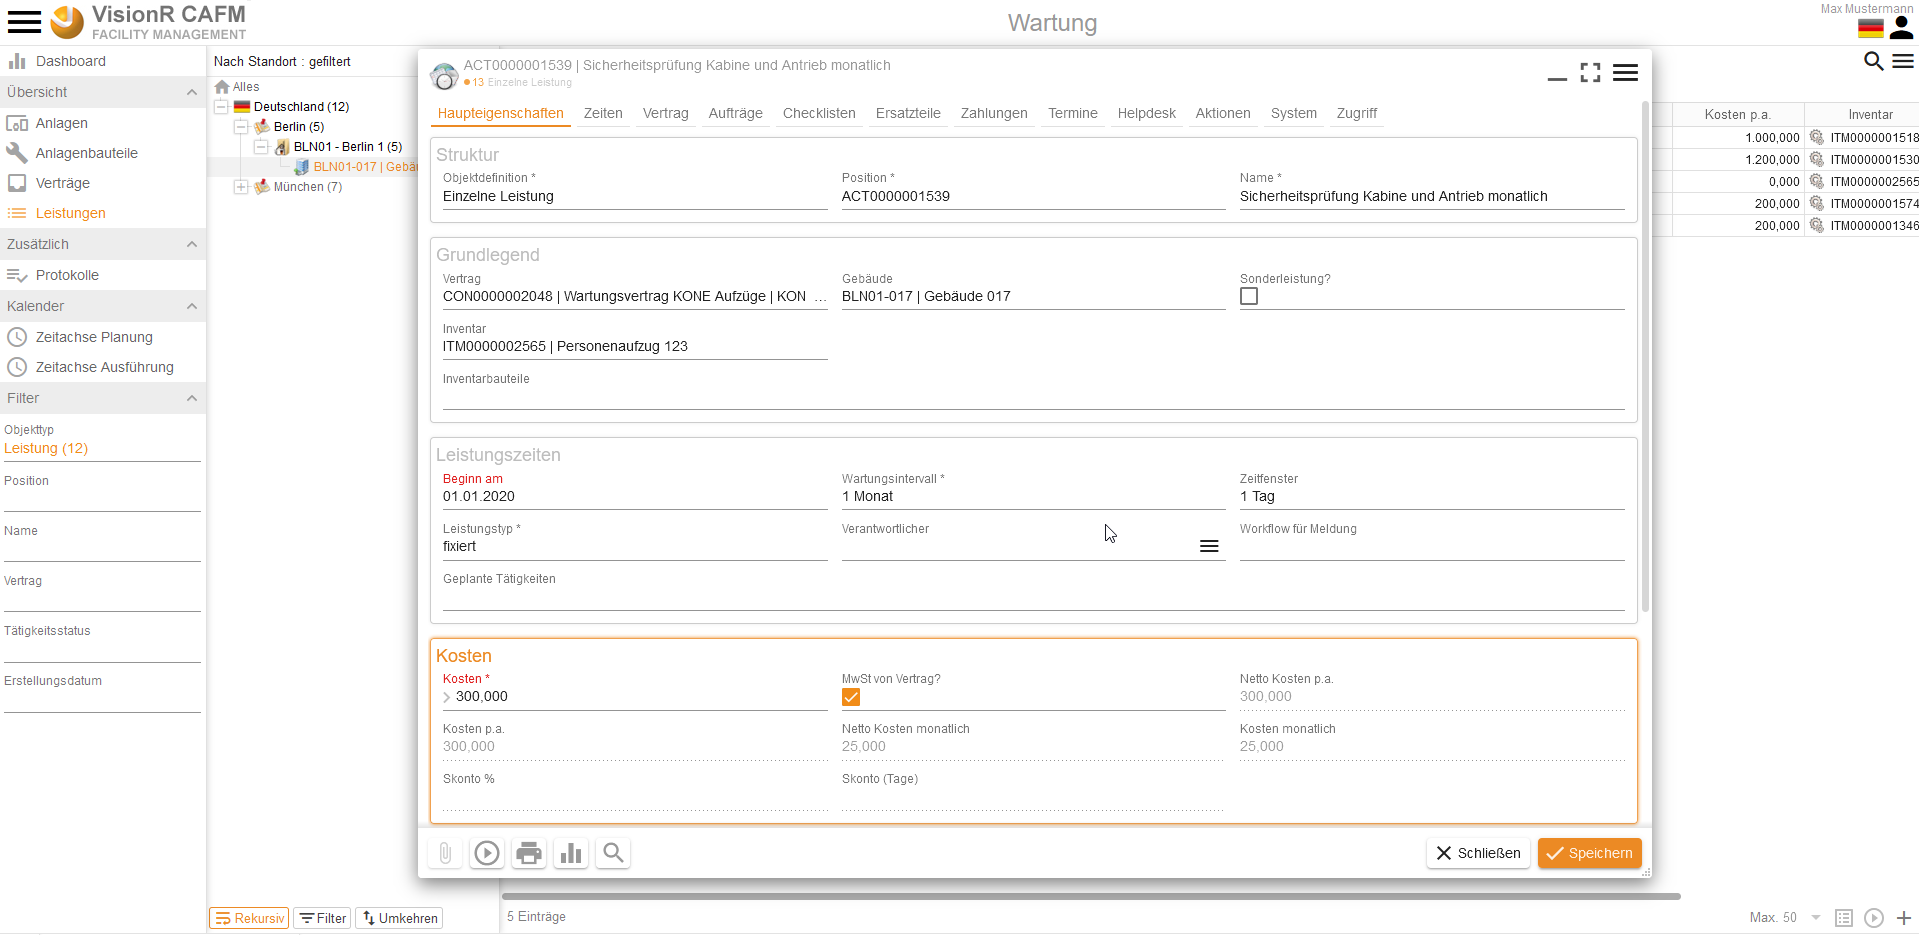 VisionR CAFM
FACILITY MANAGEMENT
Wartung
Max Mustermann
Dashboard
Übersicht
Anlagen
Anlagenbauteile
Verträge
Leistungen
Zusätzlich
Protokolle
Kalender
Zeitachse Planung
Zeitachse Ausführung
Filter
Objekttyp
Leistung (12)
Position
Name
Vertrag
Tätigkeitsstatus
Erstellungsdatum
Nach Standort : gefiltert
Alles
Deutschland (12)
Berlin (5)
BLN01 - Berlin 1 (5)
BLN01-017 | Gebäu
München (7)
Rekursiv
Filter
Umkehren
ACT0000001539 | Sicherheitsprüfung Kabine und Antrieb monatlich
13 Einzelne Leistung
Haupteigenschaften Zeiten Vertrag Aufträge Checklisten Ersatzteile Zahlungen Termine Helpdesk Aktionen System Zugriff
Struktur
Objektdefinition * Position * Name *
Einzelne Leistung ACT0000001539 Sicherheitsprüfung Kabine und Antrieb monatlich
Grundlegend
Vertrag Gebäude Sonderleistung?
CON0000002048 | Wartungsvertrag KONE Aufzüge | KON ... BLN01-017 | Gebäude 017
Inventar
ITM0000002565 | Personenaufzug 123
Inventarbauteile
Leistungszeiten
Beginn am Wartungsintervall * Zeitfenster
01.01.2020 1 Monat 1 Tag
Leistungstyp * Verantwortlicher Workflow für Meldung
fixiert
Geplante Tätigkeiten
Kosten
Kosten * MwSt von Vertrag? Netto Kosten p.a.
300,000 300,000
Kosten p.a. Netto Kosten monatlich Kosten monatlich
300,000 25,000 25,000
Skonto % Skonto (Tage)
Schließen Speichern
Kosten p.a. Inventar
1.000,000 ITM0000001518
1.200,000 ITM0000001530
0,000 ITM0000002565
200,000 ITM0000001574
200,000 ITM0000001346
5 Einträge
Max. 50